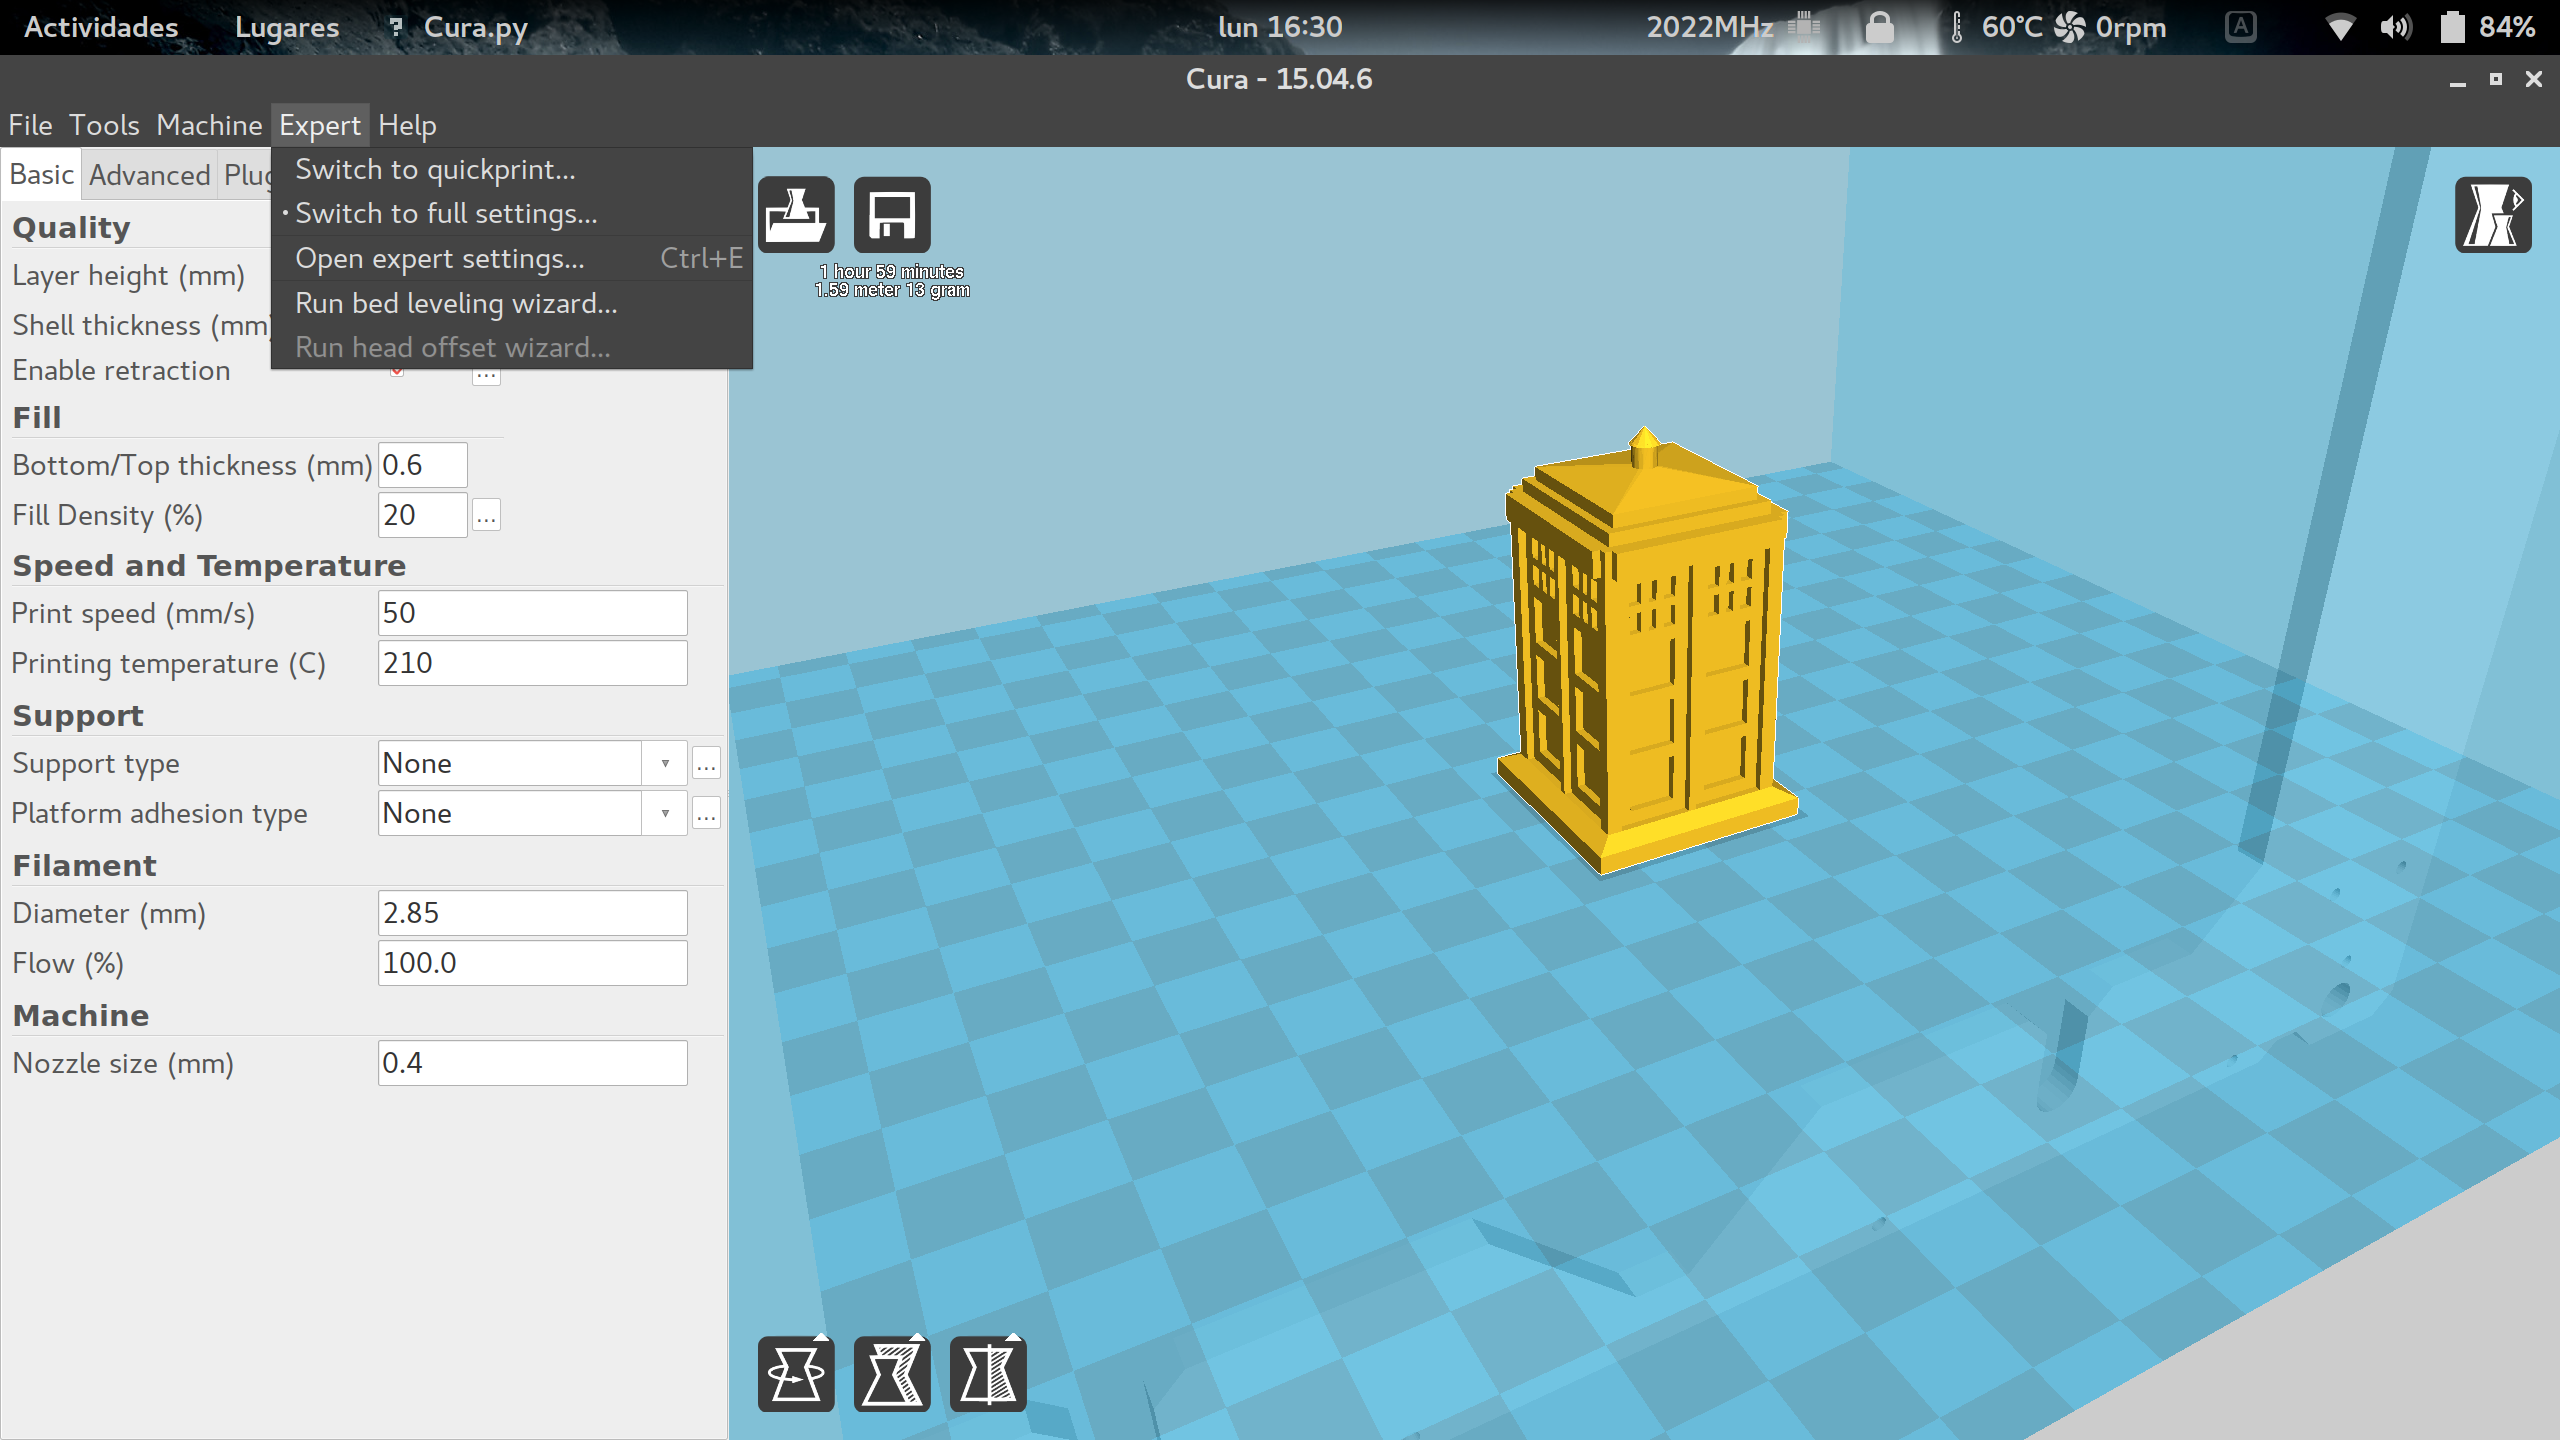 Actividades Lugares ? Cura.py lun 16:30 2022MHz 60°C 0rpm A 84%
Cura - 15.04.6
File Tools Machine Expert Help
Basic Advanced
Switch to quickprint...
Switch to full settings...
Open expert settings... Ctrl+E
Run bed leveling wizard...
Run head offset wizard...
Quality
Layer height (mm)
Shell thickness (mm)
Enable retraction ...
Fill
Bottom/Top thickness (mm) 0.6
Fill Density (%) 20 ...
Speed and Temperature
Print speed (mm/s) 50
Printing temperature (C) 210
Support
Support type None ...
Platform adhesion type None ...
Filament
Diameter (mm) 2.85
Flow (%) 100.0
Machine
Nozzle size (mm) 0.4
1 hour 59 minutes
1.59 meter 13 gram